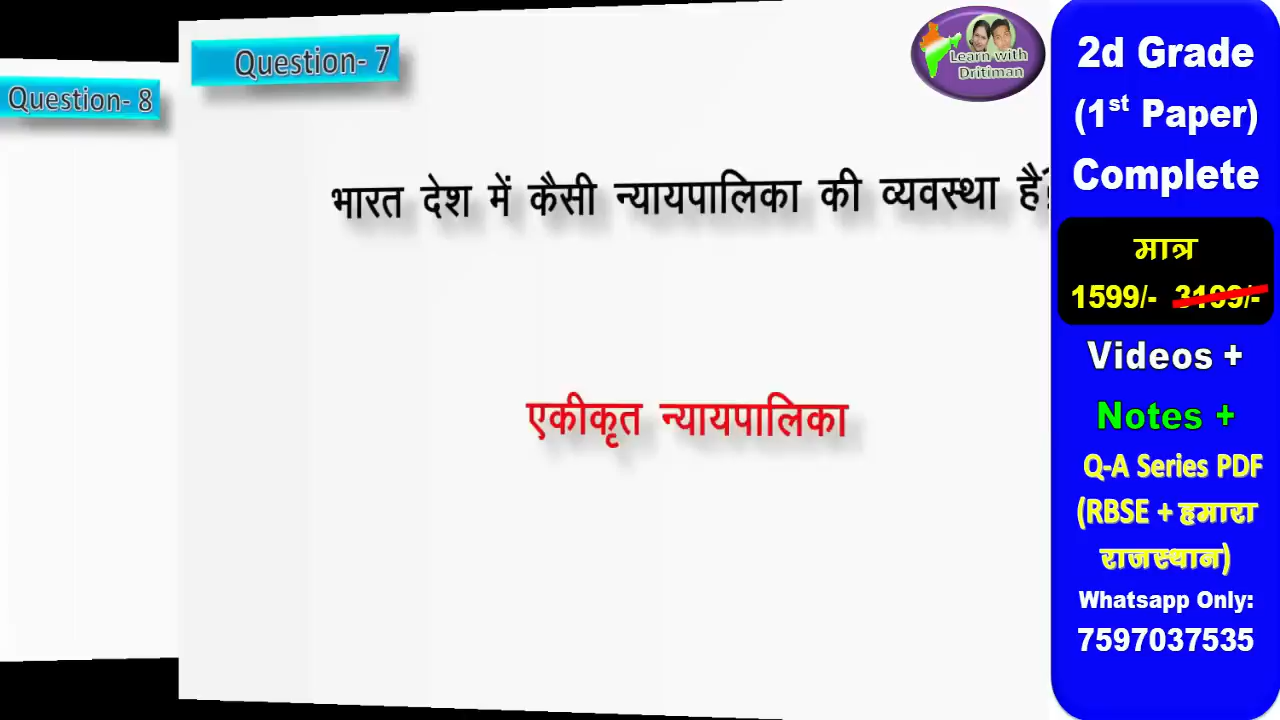 Question- 8
Question- 7
Learn with
Dritiman
भारत देश में कैसी न्यायपालिका की व्यवस्था है?
एकीकृत न्यायपालिका
2d Grade
(1st Paper)
Complete
मात्र
1599/- 3199/-
Videos +
Notes +
Q-A Series PDF
(RBSE + हमारा
राजस्थान)
Whatsapp Only:
7597037535